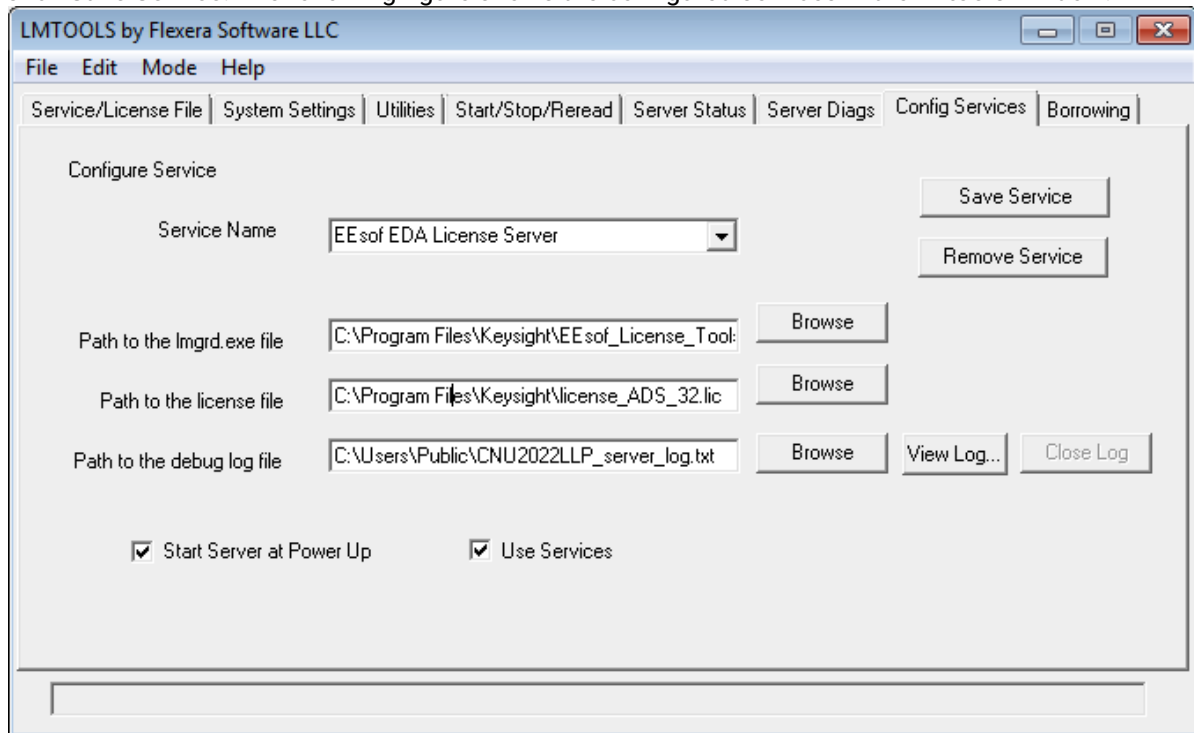 LMTOOLS by Flexera Software LLC
File Edit Mode Help
Service/License File System Settings Utilities Start/Stop/Reread Server Status Server Diags Config Services Borrowing
Configure Service
Save Service
Service Name
EEsof EDA License Server
Remove Service
Path to the lmgrd.exe file
C:\Program Files\Keysight\EEsof_License_Tools
Browse
Path to the license file
C:\Program Files\Keysight\license_ADS_32.lic
Browse
Path to the debug log file
C:\Users\Public\CNU2022LLP_server_log.txt
Browse
View Log...
Close Log
Start Server at Power Up
Use Services